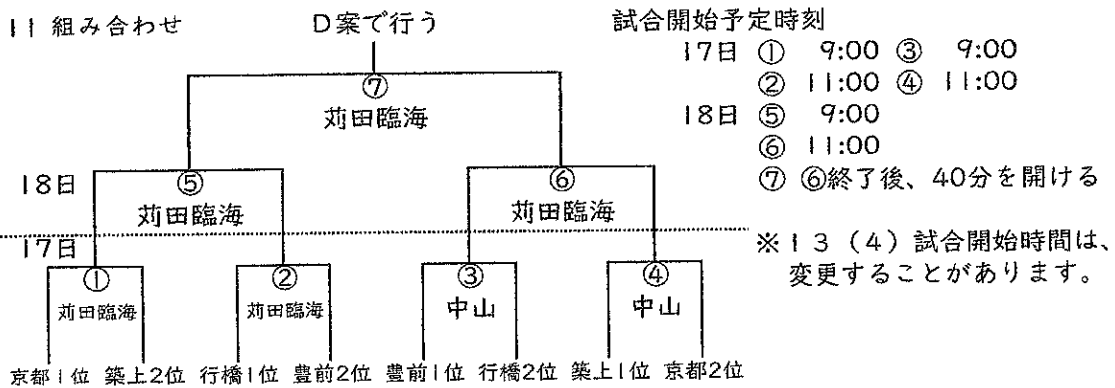 11 組み合わせ
D案で行う
⑦
苅田臨海
18日
⑤
苅田臨海
⑥
苅田臨海
17日
①
苅田臨海
②
苅田臨海
③
中山
④
中山
京都1位 築上2位 行橋1位 豊前2位 豊前1位 行橋2位 築上1位 京都2位
試合開始予定時刻
17日 ① 9:00 ③ 9:00
② 11:00 ④ 11:00
18日 ⑤ 9:00
⑥ 11:00
⑦ ⑥終了後、40分を開ける
※13(4)試合開始時間は、
変更することがあります。